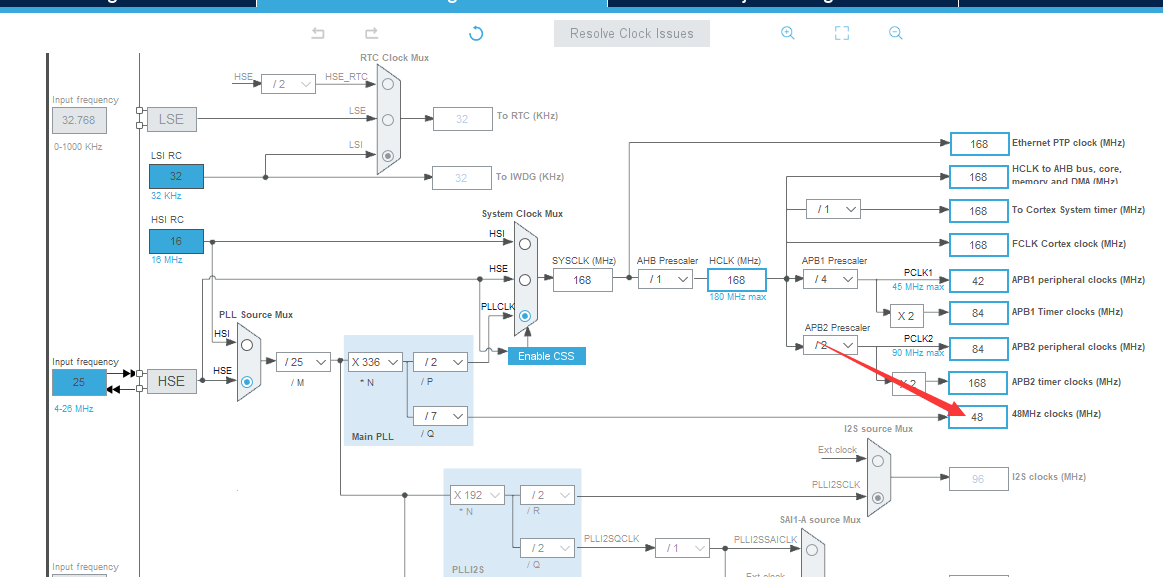 Resolve Clock Issues
RTC Clock Mux
HSE
/ 2
HSE_RTC
Input frequency
32.768
0-1000 KHz
LSE
LSE
32
To RTC (KHz)
LSI
LSI RC
32
32 KHz
32
To IWDG (KHz)
168
Ethernet PTP clock (MHz)
168
HCLK to AHB bus, core,
memory and DMA (MHz)
/ 1
168
To Cortex System timer (MHz)
HSI RC
16
16 MHz
System Clock Mux
HSI
168
FCLK Cortex clock (MHz)
HSE
SYSCLK (MHz)
168
AHB Prescaler
/ 1
HCLK (MHz)
168
180 MHz max
APB1 Prescaler
/ 4
PCLK1
45 MHz max
42
APB1 peripheral clocks (MHz)
X 2
84
APB1 Timer clocks (MHz)
PLLCLK
PLL Source Mux
HSI
APB2 Prescaler
/ 2
PCLK2
90 MHz max
84
APB2 peripheral clocks (MHz)
Enable CSS
Input frequency
25
4-26 MHz
HSE
HSE
/ 25
/ M
X 336
* N
/ 2
/ P
X 2
168
APB2 timer clocks (MHz)
/ 7
/ Q
Main PLL
48
48MHz clocks (MHz)
I2S source Mux
Ext.clock
PLLI2SCLK
96
I2S clocks (MHz)
X 192
* N
/ 2
/ R
SAI1-A source Mux
/ 2
/ Q
PLLI2S
PLLI2SQCLK
/ 1
PLLI2SSAICLK
Ext.clock
Input frequency